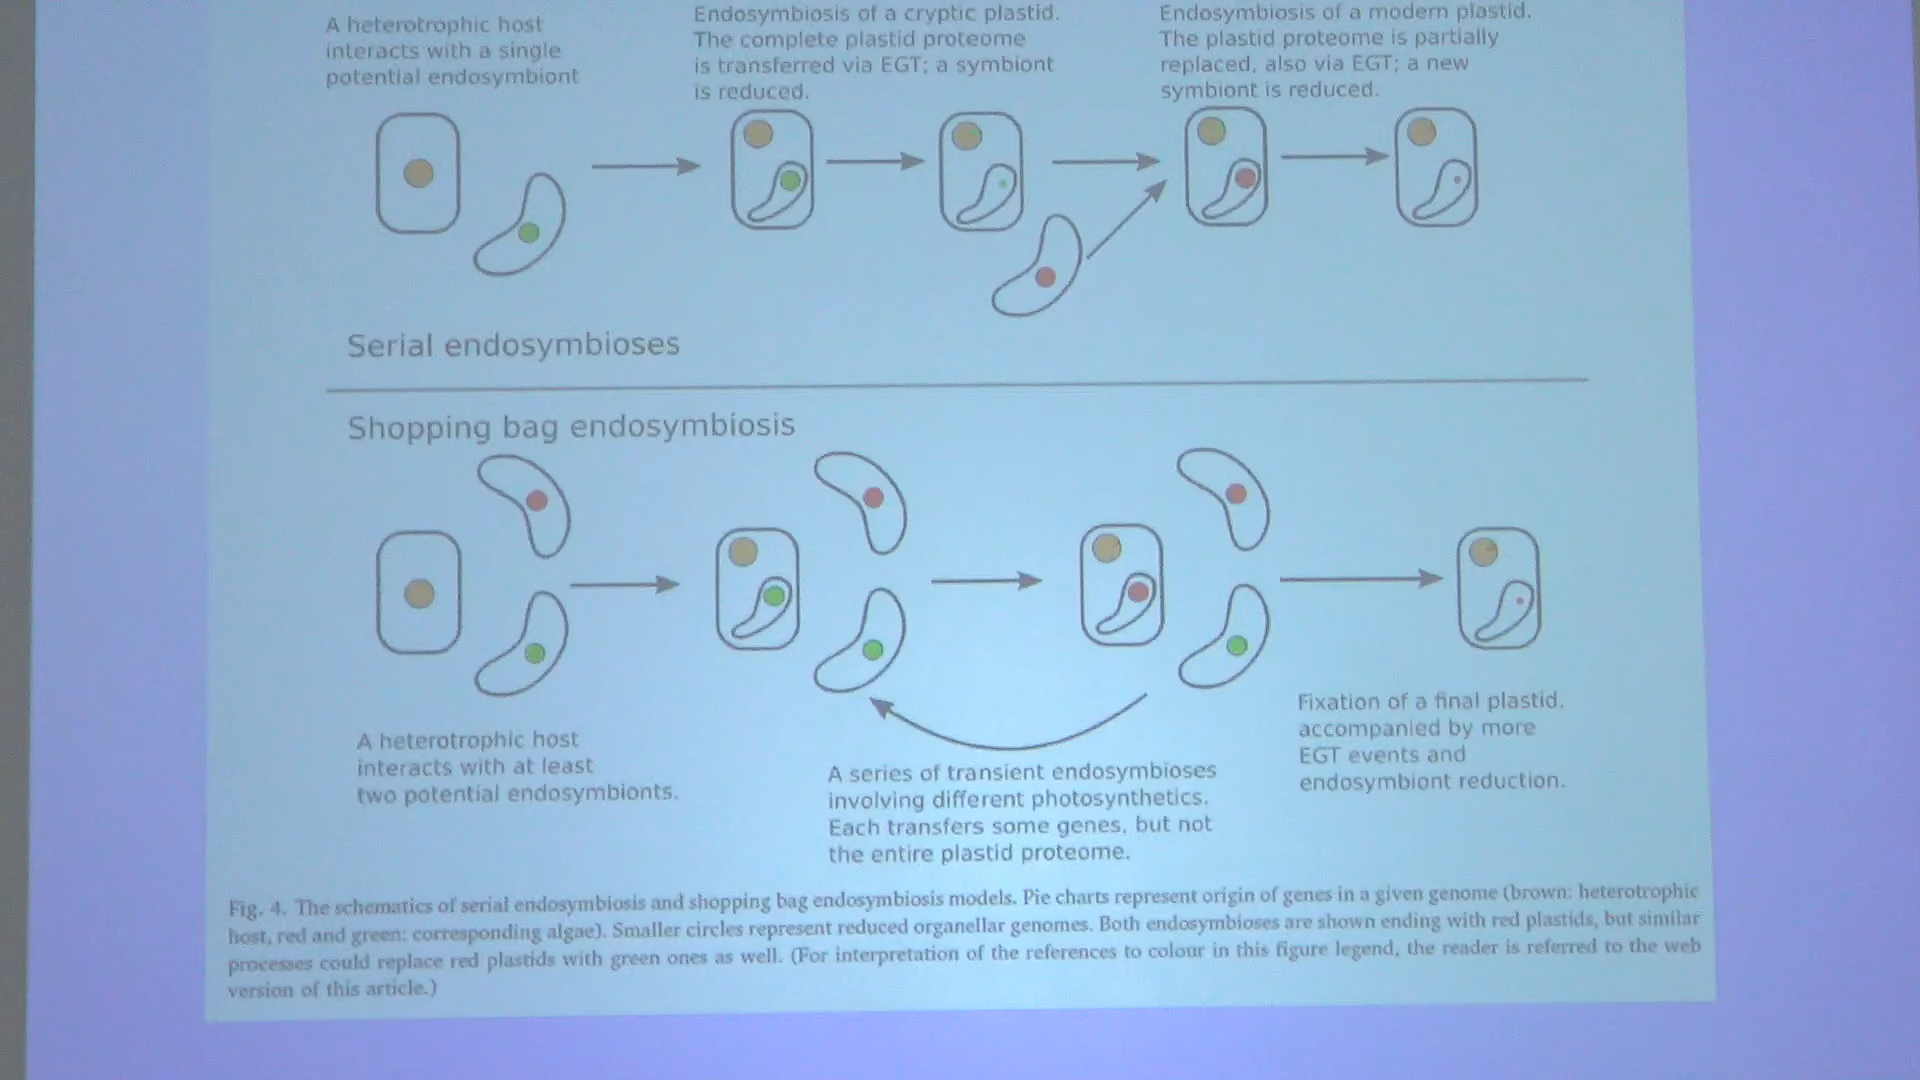 A heterotrophic host
interacts with a single
potential endosymbiont
Endosymbiosis of a cryptic plastid.
The complete plastid proteome
is transferred via EGT; a symbiont
is reduced.
Endosymbiosis of a modern plastid.
The plastid proteome is partially
replaced, also via EGT; a new
symbiont is reduced.
Serial endosymbioses
Shopping bag endosymbiosis
A heterotrophic host
interacts with at least
two potential endosymbionts.
A series of transient endosymbioses
involving different photosynthetics.
Each transfers some genes, but not
the entire plastid proteome.
Fixation of a final plastid,
accompanied by more
EGT events and
endosymbiont reduction.
Fig. 4. The schematics of serial endosymbiosis and shopping bag endosymbiosis models. Pie charts represent origin of genes in a given genome (brown: heterotrophic
host, red and green: corresponding algae). Smaller circles represent reduced organellar genomes. Both endosymbioses are shown ending with red plastids, but similar
processes could replace red plastids with green ones as well. (For interpretation of the references to colour in this figure legend, the reader is referred to the web
version of this article.)